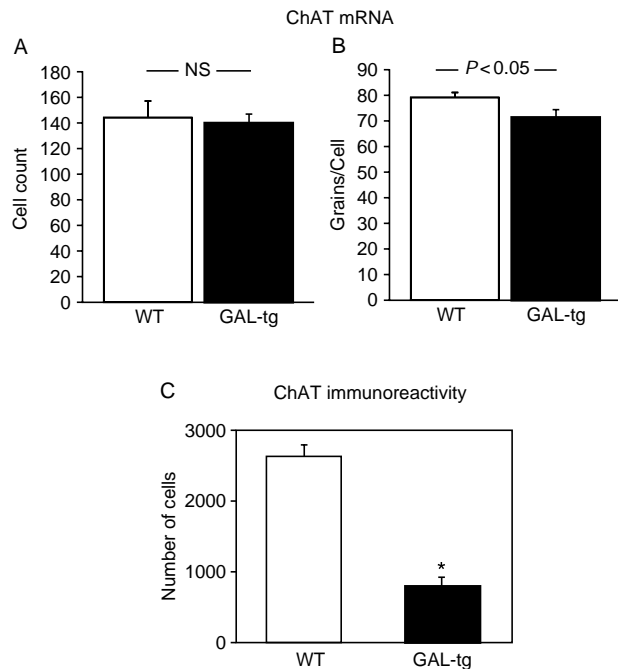 ChAT mRNA
A
NS
180
160
140
120
100
80
60
40
20
0
Cell count
WT
GAL-tg
B
P < 0.05
90
80
70
60
50
40
30
20
10
0
Grains/Cell
WT
GAL-tg
C
ChAT immunoreactivity
3000
2000
1000
0
Number of cells
*
WT
GAL-tg